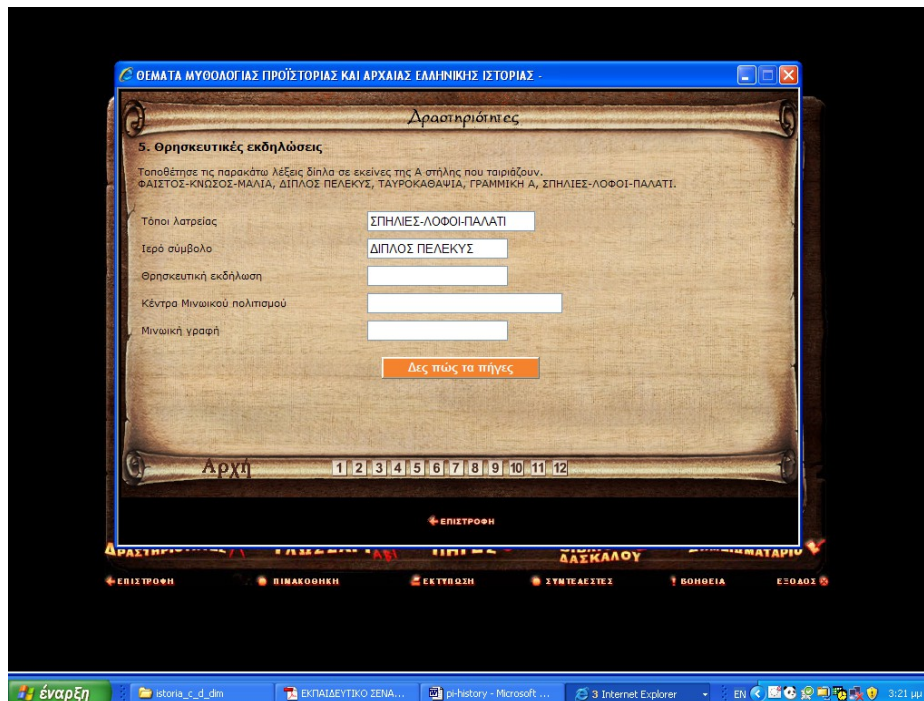 ΘΕΜΑΤΑ ΜΥΘΟΛΟΓΙΑΣ ΠΡΟΪΣΤΟΡΙΑΣ ΚΑΙ ΑΡΧΑΙΑΣ ΕΛΛΗΝΙΚΗΣ ΙΣΤΟΡΙΑΣ -
Δραστηριότητες
5. Θρησκευτικές εκδηλώσεις
Τοποθέτησε τις παρακάτω λέξεις δίπλα σε εκείνες της Α στήλης που ταιριάζουν.
ΦΑΙΣΤΟΣ-ΚΝΩΣΟΣ-ΜΑΛΙΑ, ΔΙΠΛΟΣ ΠΕΛΕΚΥΣ, ΤΑΥΡΟΚΑΘΑΨΙΑ, ΓΡΑΜΜΙΚΗ Α, ΣΠΗΛΙΕΣ-ΛΟΦΟΙ-ΠΑΛΑΤΙ.
Τόποι λατρείας ΣΠΗΛΙΕΣ-ΛΟΦΟΙ-ΠΑΛΑΤΙ
Ιερό σύμβολο ΔΙΠΛΟΣ ΠΕΛΕΚΥΣ
Θρησκευτική εκδήλωση
Κέντρα Μινωικού πολιτισμού
Μινωική γραφή
Δες πώς τα πήγες
Αρχή 1 2 3 4 5 6 7 8 9 10 11 12
ΕΠΙΣΤΡΟΦΗ
ΔΑΣΚΑΛΟΥ
ΕΠΙΣΤΡΟΦΗ ΠΙΝΑΚΟΘΗΚΗ ΕΚΤΥΠΩΣΗ ΣΥΝΤΕΛΕΣΤΕΣ ΒΟΗΘΕΙΑ ΕΞΟΔΟΣ
έναρξη istoria_c_d_dim ΕΚΠΑΙΔΕΥΤΙΚΟ ΣΕΝΑ... pi-history - Microsoft ... 3 Internet Explorer EN 3:21 μμ